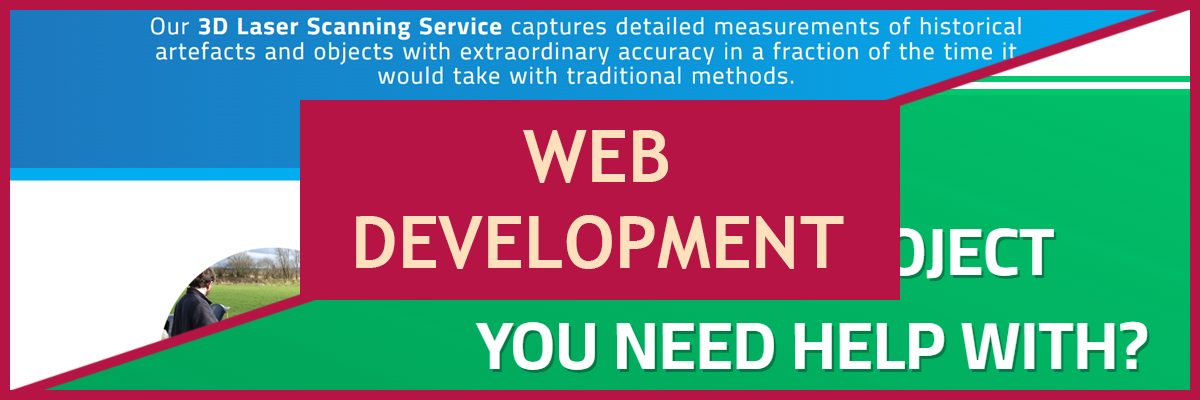 Our 3D Laser Scanning Service captures detailed measurements of historical
artefacts and objects with extraordinary accuracy in a fraction of the time it
would take with traditional methods.
WEB
DEVELOPMENT
OJECT
YOU NEED HELP WITH?